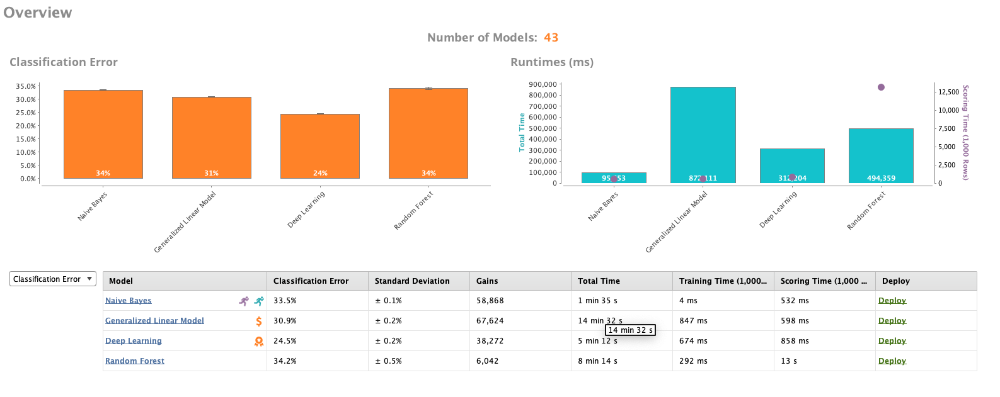 Overview
Number of Models: 43
Classification Error
35.0%
30.0%
25.0%
20.0%
15.0%
10.0%
5.0%
0.0%
34%
31%
24%
34%
Naive Bayes
Generalized Linear Model
Deep Learning
Random Forest
Runtimes (ms)
Total Time
900,000
800,000
700,000
600,000
500,000
400,000
300,000
200,000
100,000
0
872,111
312,204
494,359
12,500
10,000
7,500
5,000
2,500
0
Scoring Time (1,000 Rows)
Naive Bayes
Generalized Linear Model
Deep Learning
Random Forest
Classification Error
Model Classification Error Standard Deviation Gains Total Time Training Time (1,000... Scoring Time (1,000 ... Deploy
Naive Bayes 33.5% ± 0.1% 58,868 1 min 35 s 4 ms 532 ms Deploy
Generalized Linear Model $ 30.9% ± 0.2% 67,624 14 min 32 s 847 ms 598 ms Deploy
14 min 32 s
Deep Learning 24.5% ± 0.2% 38,272 5 min 12 s 674 ms 858 ms Deploy
Random Forest 34.2% ± 0.5% 6,042 8 min 14 s 292 ms 13 s Deploy